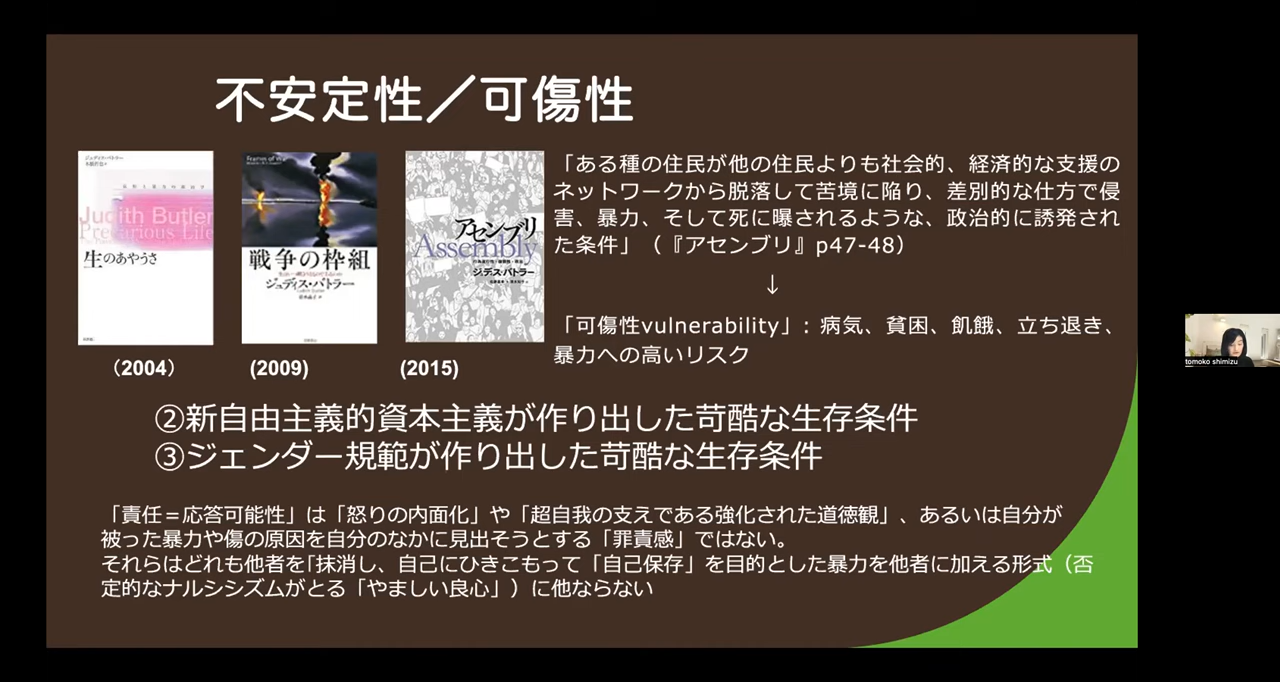 不安定性／可傷性
ジュディス・バトラー
Judith Butler
Precarious Life
生のあやうさ
Frames of War
戦争の枠組
ジュディス・バトラー
清水晶子 訳
アセンブリ
Assembly
ジュディス・バトラー
「ある種の住民が他の住民よりも社会的、経済的な支援の
ネットワークから脱落して苦境に陥り、差別的な仕方で侵
害、暴力、そして死に曝されるような、政治的に誘発され
た条件」（『アセンブリ』p47-48）
↓
「可傷性vulnerability」: 病気、貧困、飢餓、立ち退き、
暴力への高いリスク
（2004）
(2009)
(2015)
②新自由主義的資本主義が作り出した苛酷な生存条件
③ジェンダー規範が作り出した苛酷な生存条件
「責任＝応答可能性」は「怒りの内面化」や「超自我の支えである強化された道徳観」、あるいは自分が
被った暴力や傷の原因を自分のなかに見出そうとする「罪責感」ではない。
それらはどれも他者を「抹消し、自己にひきこもって「自己保存」を目的とした暴力を他者に加える形式（否
定的なナルシシズムがとる「やましい良心」）に他ならない
tomoko shimizu